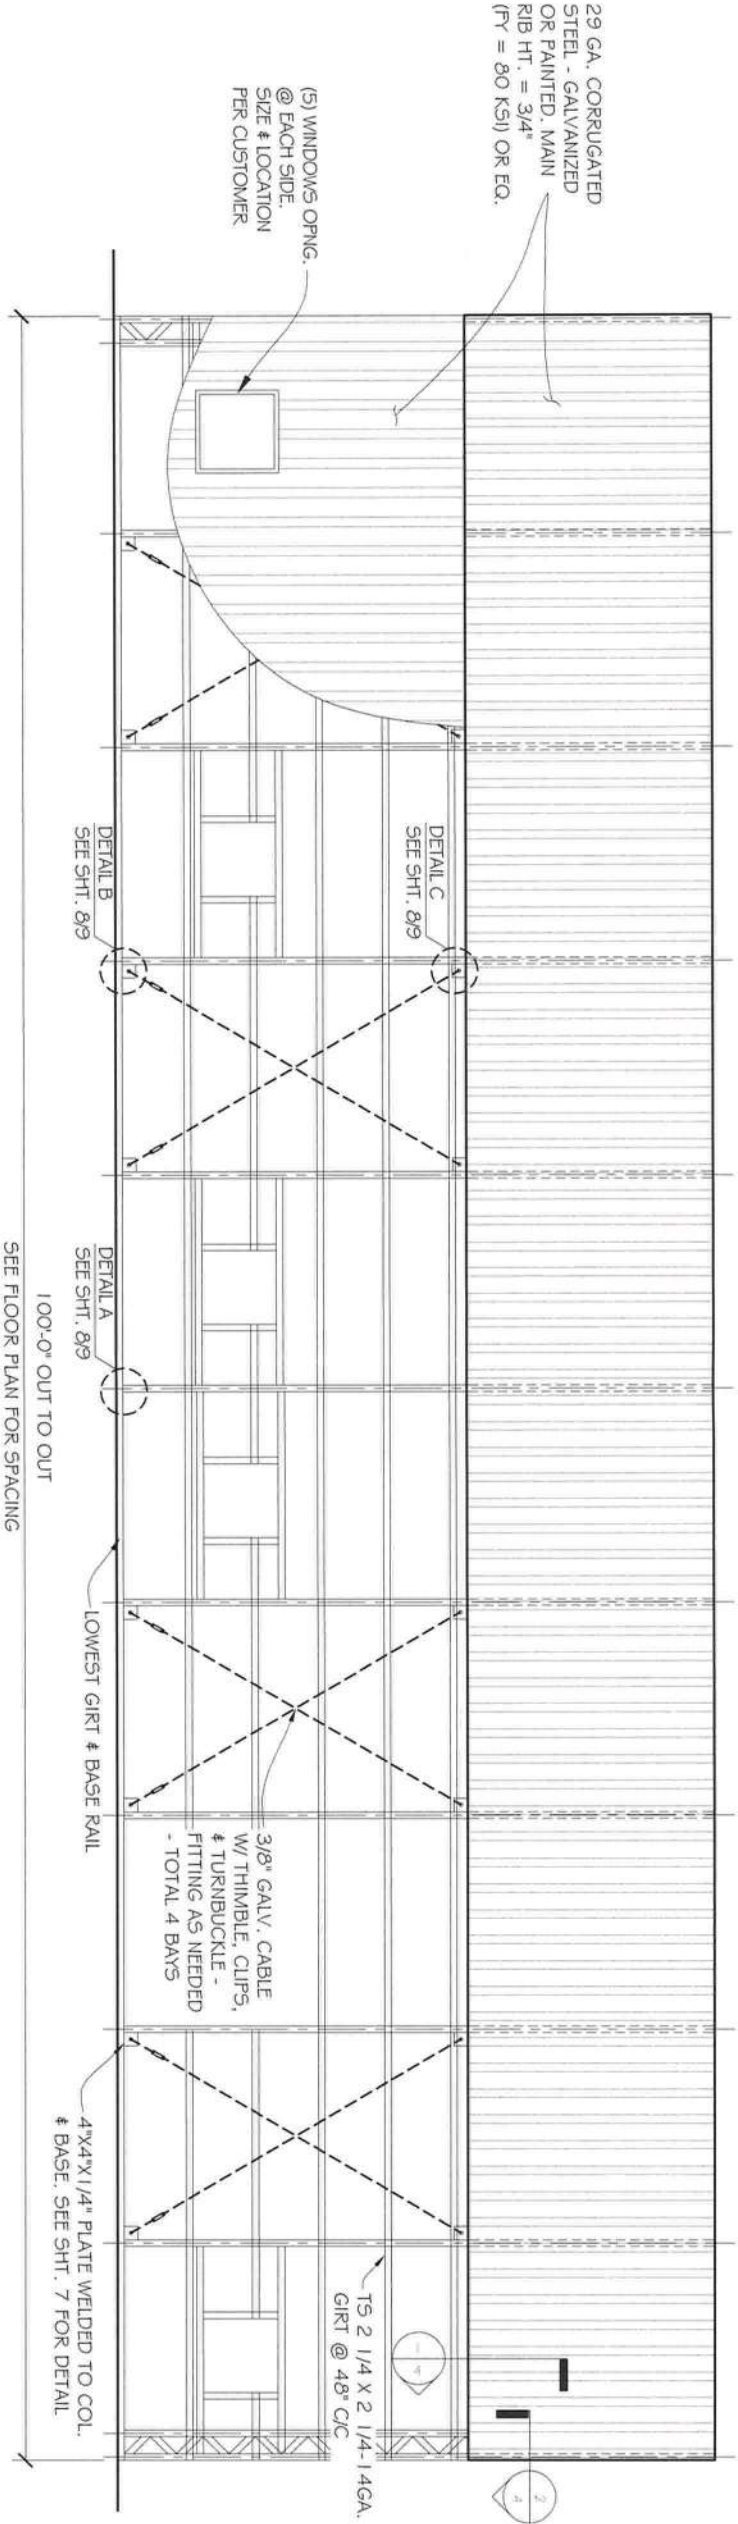 29 GA. CORRUGATED
STEEL - GALVANIZED
OR PAINTED. MAIN
RIB HT. = 3/4"
(FY = 80 KSI) OR EQ.
(5) WINDOWS OPNG.
@ EACH SIDE.
SIZE & LOCATION
PER CUSTOMER
DETAIL C
SEE SHT. 8/9
DETAIL B
SEE SHT. 8/9
DETAIL A
SEE SHT. 8/9
100'-0" OUT TO OUT
SEE FLOOR PLAN FOR SPACING
LOWEST GIRT & BASE RAIL
3/8" GALV. CABLE
W/ THIMBLE, CLIPS,
& TURNBUCKLE -
FITTING AS NEEDED
- TOTAL 4 BAYS
4"X4"X1/4" PLATE WELDED TO COL.
& BASE. SEE SHT. 7 FOR DETAIL
TS 2 1/4 X 2 1/4-14GA.
GIRT @ 48" C/C
1
4
2
4